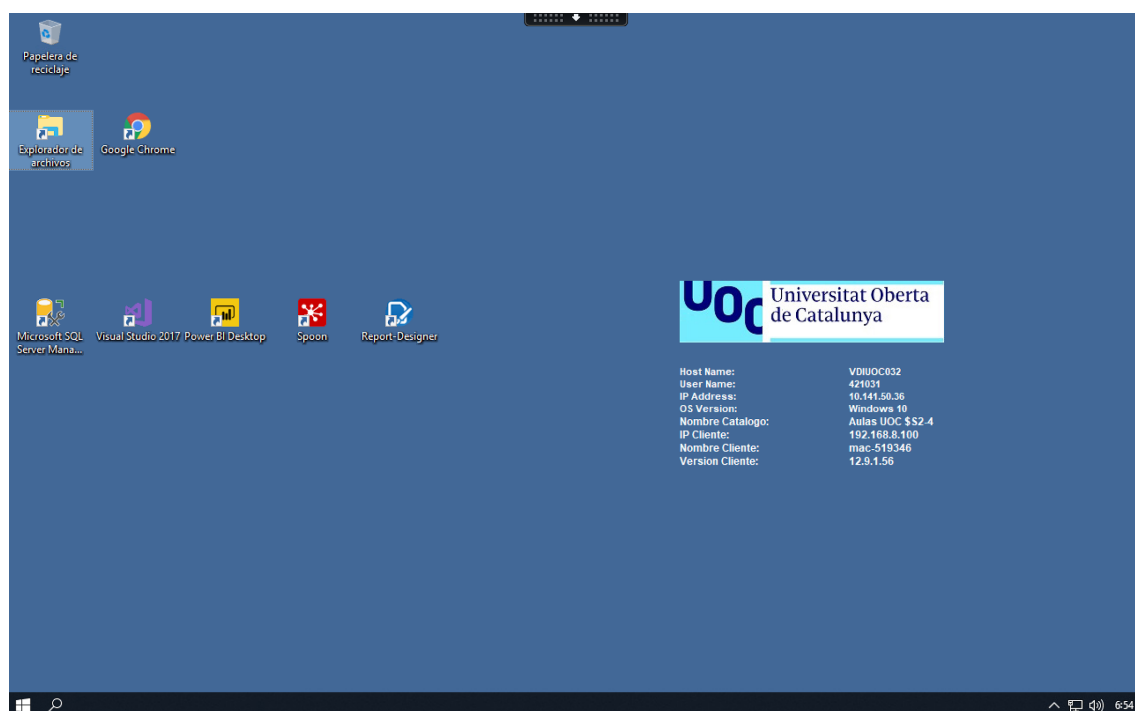 Papelera de
reciclaje
Explorador de
archivos
Google Chrome
Microsoft SQL
Server Mana...
Visual Studio 2017
Power BI Desktop
Spoon
Report-Designer
UOC
Universitat Oberta
de Catalunya
Host Name: VDIUOC032
User Name: 421031
IP Address: 10.141.50.36
OS Version: Windows 10
Nombre Catalogo: Aulas UOC $S2-4
IP Cliente: 192.168.8.100
Nombre Cliente: mac-519346
Version Cliente: 12.9.1.56
6:54